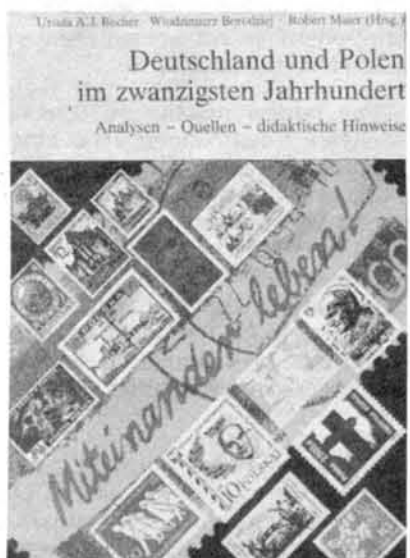 Ursula A. J. Becher Włodzimierz Borodziej Robert Maier (Hrsg.)
Deutschland und Polen
im zwanzigsten Jahrhundert
Analysen – Quellen – didaktische Hinweise
Miteinander leben!
10